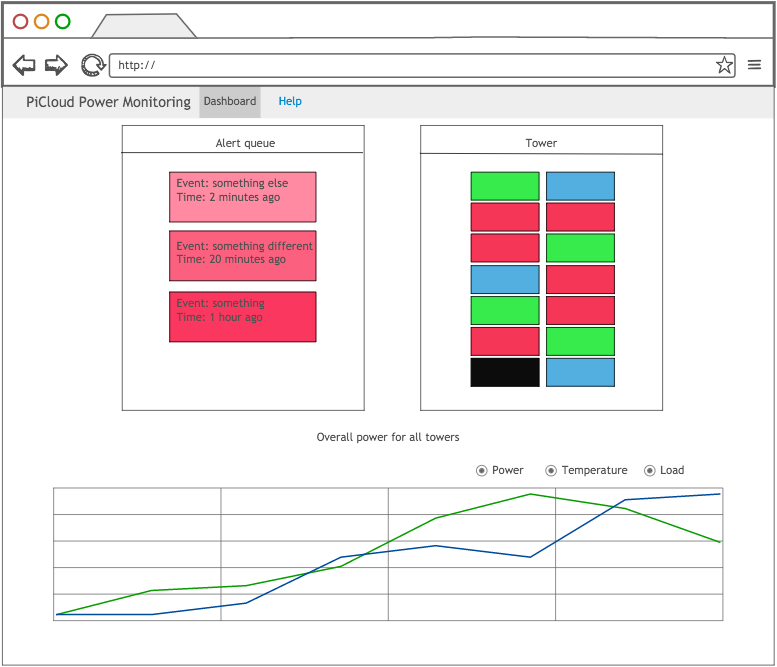 http://
PiCloud Power Monitoring Dashboard Help
Alert queue
Tower
Event: something else
Time: 2 minutes ago
Event: something different
Time: 20 minutes ago
Event: something
Time: 1 hour ago
Overall power for all towers
Power Temperature Load